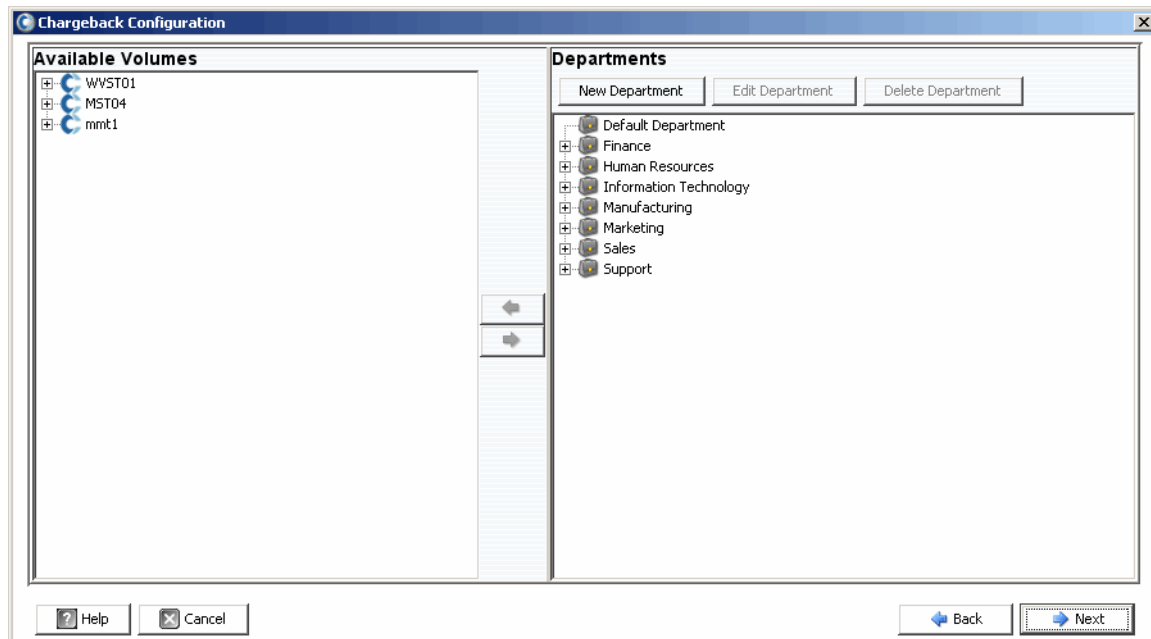 Chargeback Configuration
Available Volumes
WVST01
MST04
mmt1
Departments
New Department
Edit Department
Delete Department
Default Department
Finance
Human Resources
Information Technology
Manufacturing
Marketing
Sales
Support
Help
Cancel
Back
Next